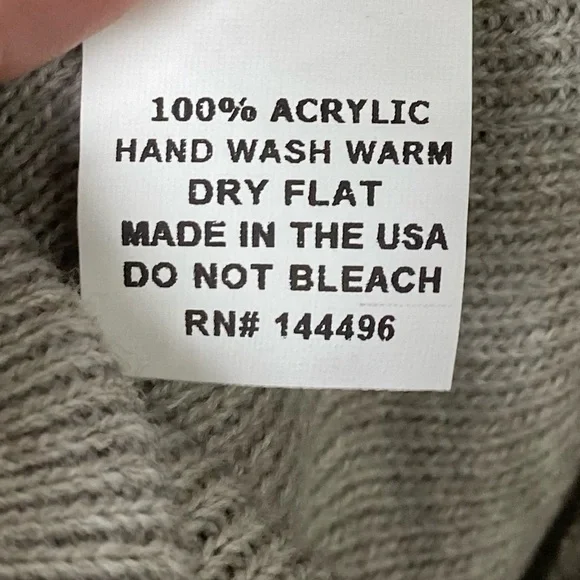 100% ACRYLIC
HAND WASH WARM
DRY FLAT
MADE IN THE USA
DO NOT BLEACH
RN# 144496